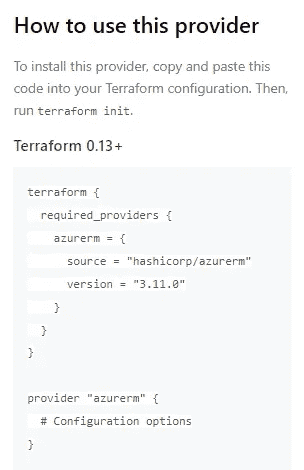 How to use this provider
To install this provider, copy and paste this
code into your Terraform configuration. Then,
run terraform init.
Terraform 0.13+
terraform {
  required_providers {
    azurerm = {
      source = "hashicorp/azurerm"
      version = "3.11.0"
    }
  }
}

provider "azurerm" {
  # Configuration options
}